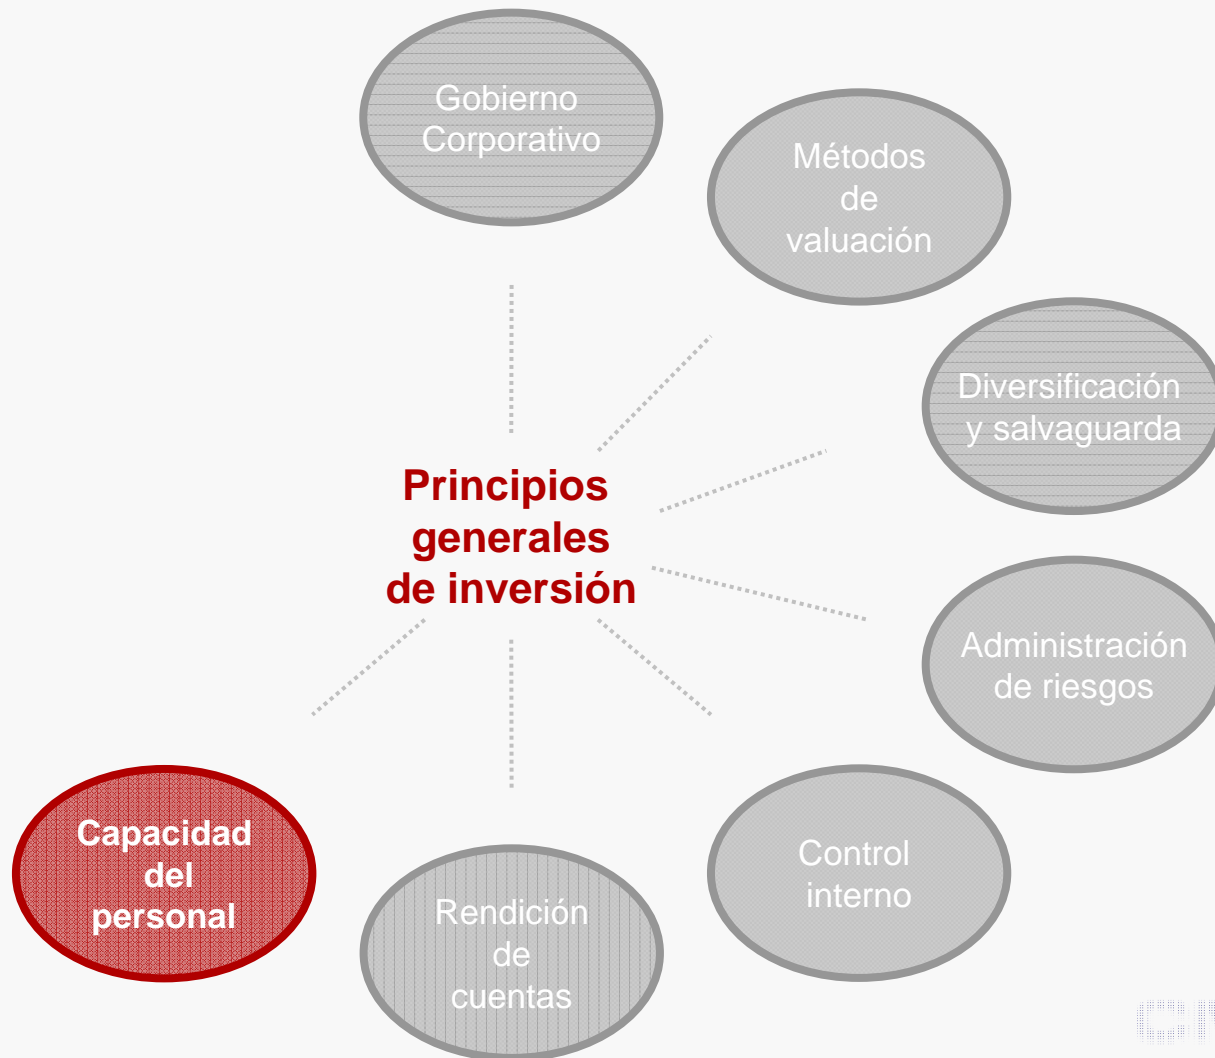 Gobierno
Corporativo
Métodos
de
valuación
Diversificación
y salvaguarda
Principios
generales
de inversión
Administración
de riesgos
Capacidad
del
personal
Control
interno
Rendición
de
cuentas